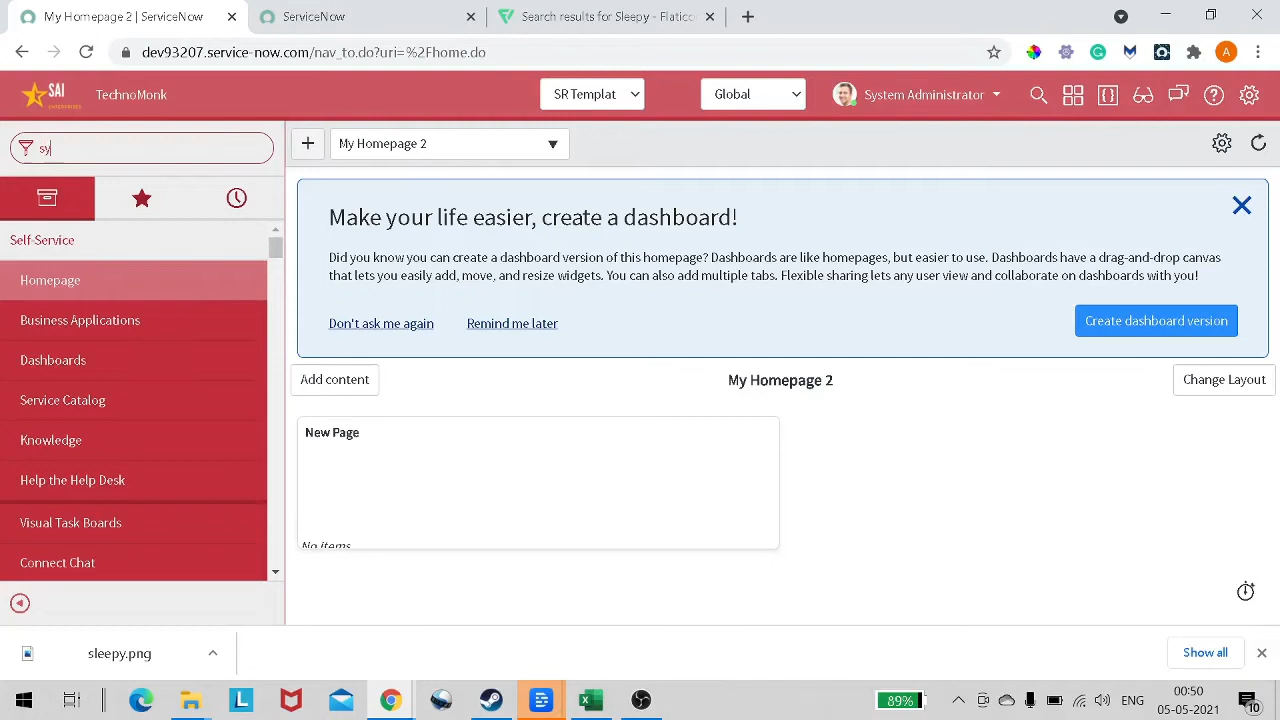 My Homepage 2 | ServiceNow
ServiceNow
Search results for Sleepy - Flatico
dev93207.service-now.com/nav_to.do?uri=%2Fhome.do
A
SAI
ENTERPRISES
TechnoMonk
SR Templat
Global
System Administrator
sy
My Homepage 2
Self-Service
Homepage
Business Applications
Dashboards
Service Catalog
Knowledge
Help the Help Desk
Visual Task Boards
Connect Chat
Make your life easier, create a dashboard!
Did you know you can create a dashboard version of this homepage? Dashboards are like homepages, but easier to use. Dashboards have a drag-and-drop canvas
that lets you easily add, move, and resize widgets. You can also add multiple tabs. Flexible sharing lets any user view and collaborate on dashboards with you!
Don't ask me again
Remind me later
Create dashboard version
Add content
My Homepage 2
Change Layout
New Page
No items
sleepy.png
Show all
L
89%
ENG
00:50
05-05-2021
10